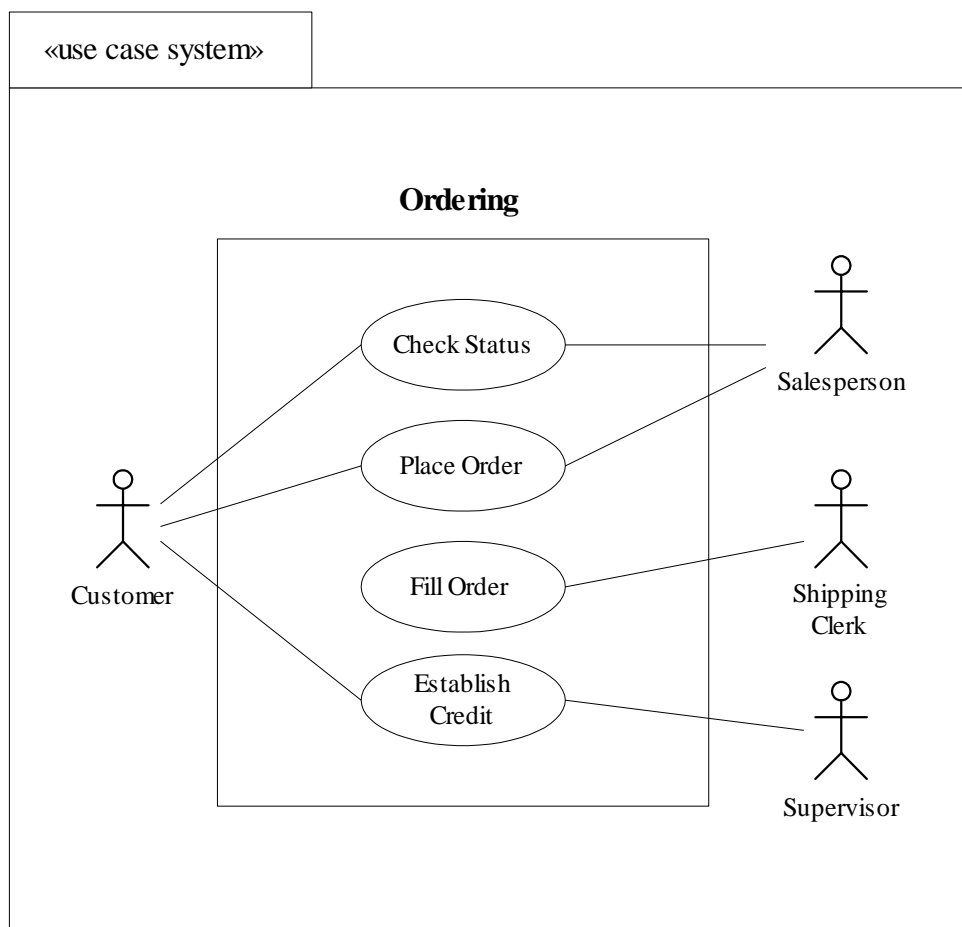 «use case system»
Ordering
Check Status
Salesperson
Place Order
Customer
Fill Order
Shipping
Clerk
Establish
Credit
Supervisor